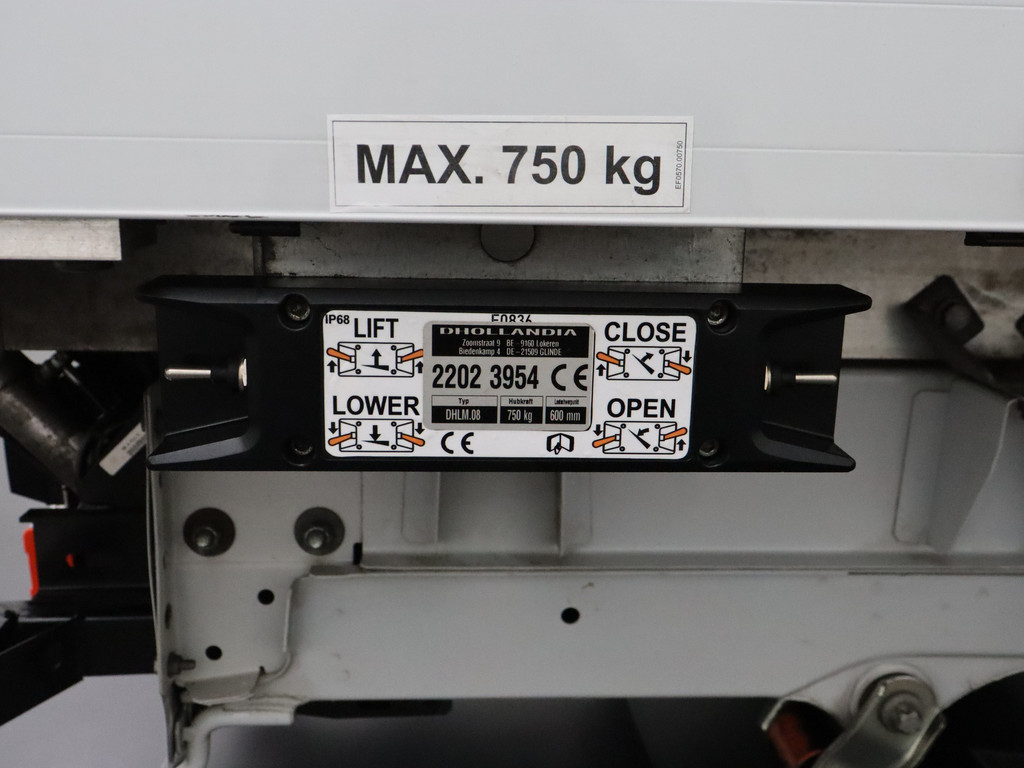 MAX. 750 kg
EF0570.00750
IP68
LIFT
E0836
CLOSE
DHOLLANDIA
Zoomstraat 9 BE - 9160 Lokeren
Biedenkamp 4 DE - 21509 GLINDE
2202 3954 CE
LOWER
Typ
Hubkraft
DHLM.08
750 kg
600 mm
OPEN
CE